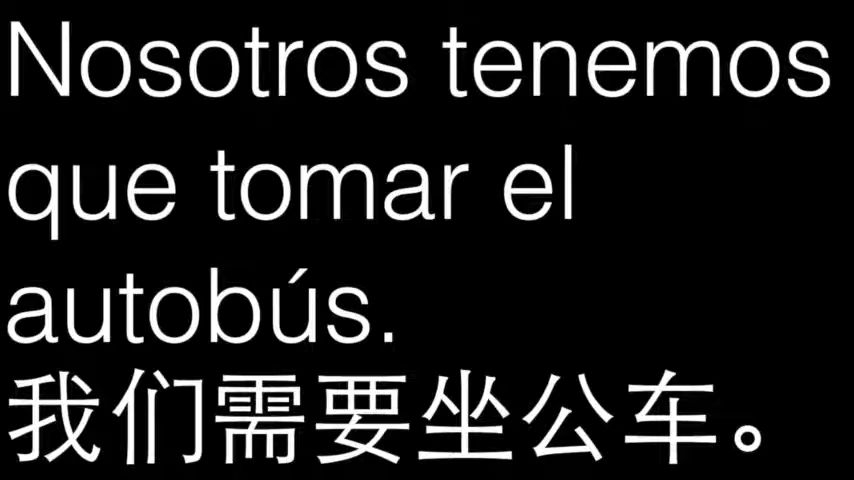 Nosotros tenemos
que tomar el
autobús.
我们需要坐公车。